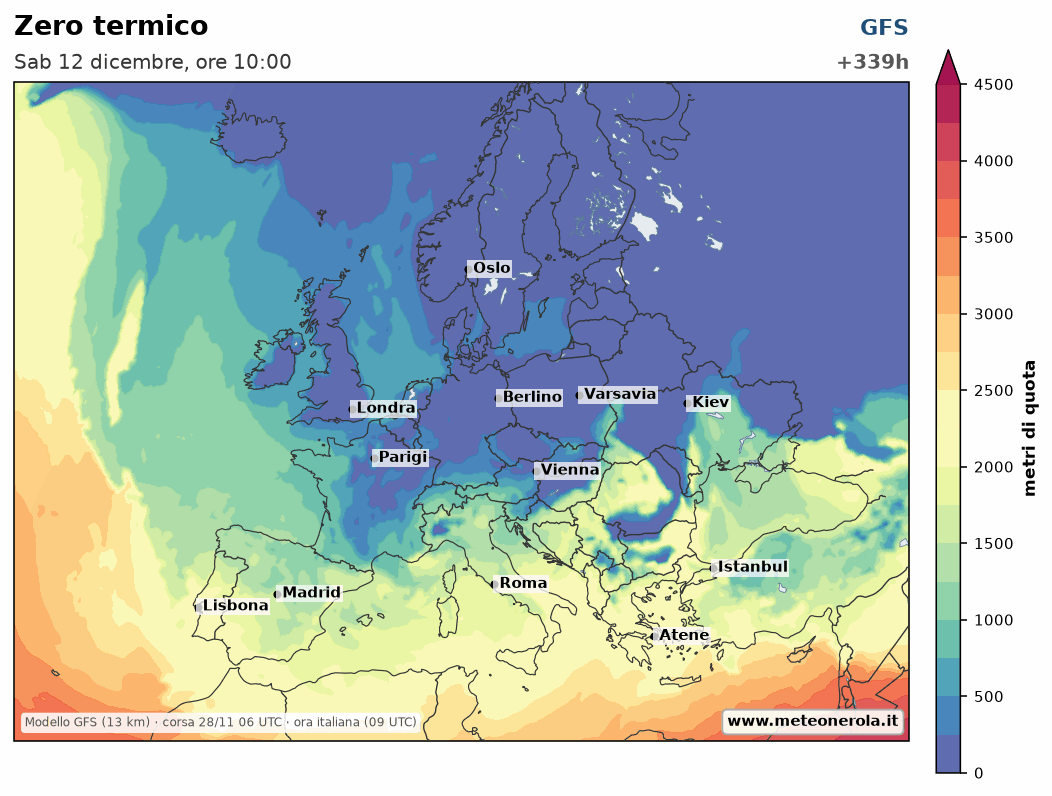 Zero termico
GFS
Sab 12 dicembre, ore 10:00
+339h
Oslo
Londra
Berlino
Varsavia
Kiev
Parigi
Vienna
Istanbul
Roma
Madrid
Lisbona
Atene
Modello GFS (13 km) · corsa 28/11 06 UTC · ora italiana (09 UTC)
www.meteonerola.it
4500
4000
3500
3000
2500
2000
1500
1000
500
0
metri di quota